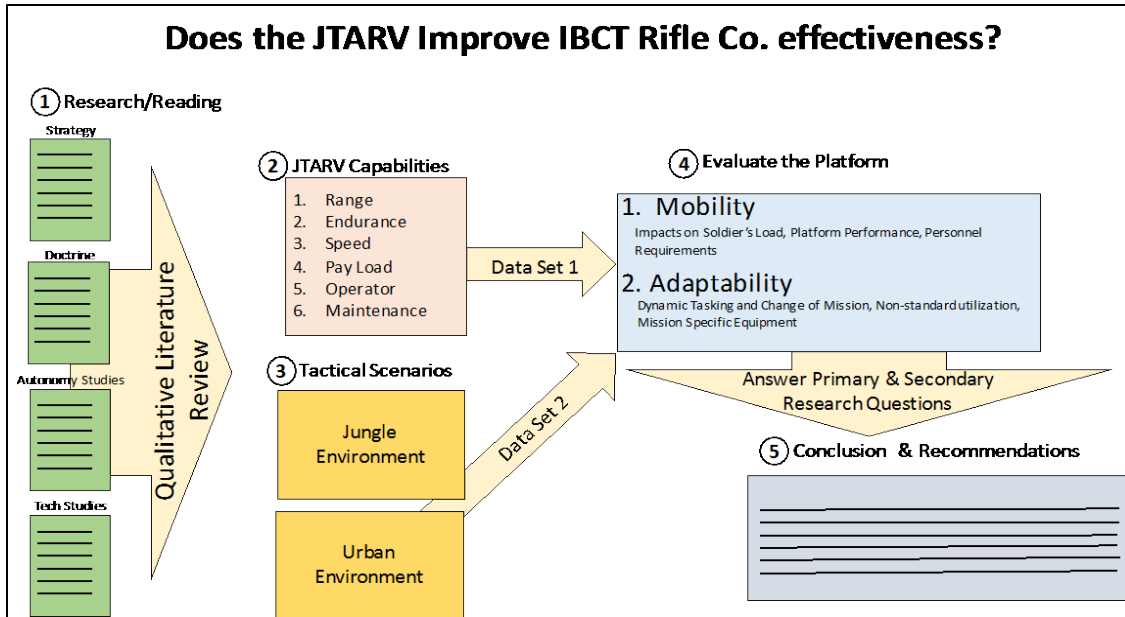 Does the JTARV Improve IBCT Rifle Co. effectiveness?
1 Research/Reading
Strategy
Doctrine
Autonomy Studies
Tech Studies
Qualitative Literature
Review
2 JTARV Capabilities
1. Range
2. Endurance
3. Speed
4. Pay Load
5. Operator
6. Maintenance
Data Set 1
3 Tactical Scenarios
Jungle
Environment
Urban
Environment
Data Set 2
4 Evaluate the Platform
1. Mobility
Impacts on Soldier's Load, Platform Performance, Personnel
Requirements
2. Adaptability
Dynamic Tasking and Change of Mission, Non-standard utilization,
Mission Specific Equipment
Answer Primary & Secondary
Research Questions
5 Conclusion & Recommendations